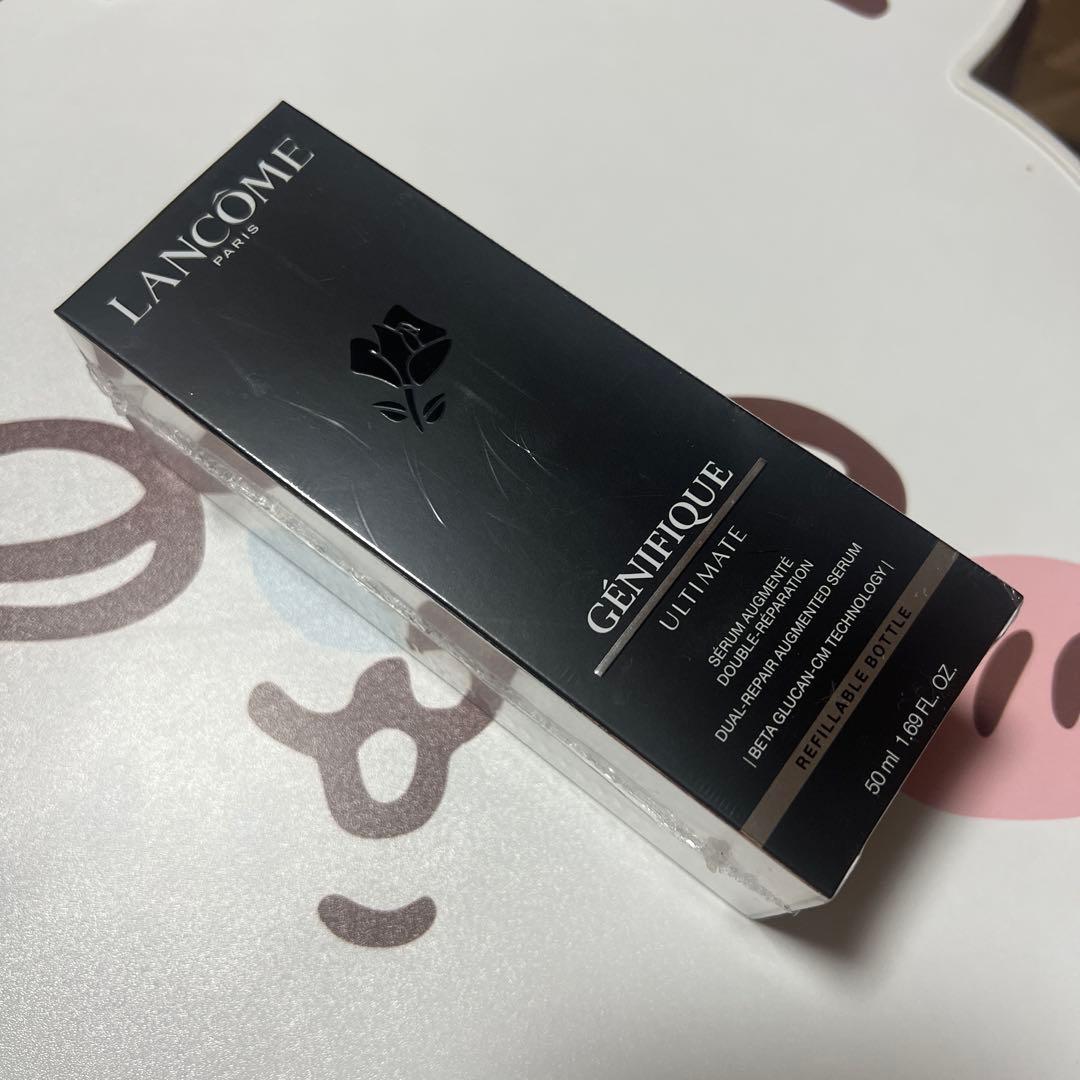 LANCÔME
PARIS
GÉNIFIQUE
ULTIMATE
SÉRUM AUGMENTÉ
DOUBLE-RÉPARATION
DUAL-REPAIR AUGMENTED SERUM
| BETA GLUCAN-CM TECHNOLOGY |
REFILLABLE BOTTLE
50 ml 1.69 FL. OZ.